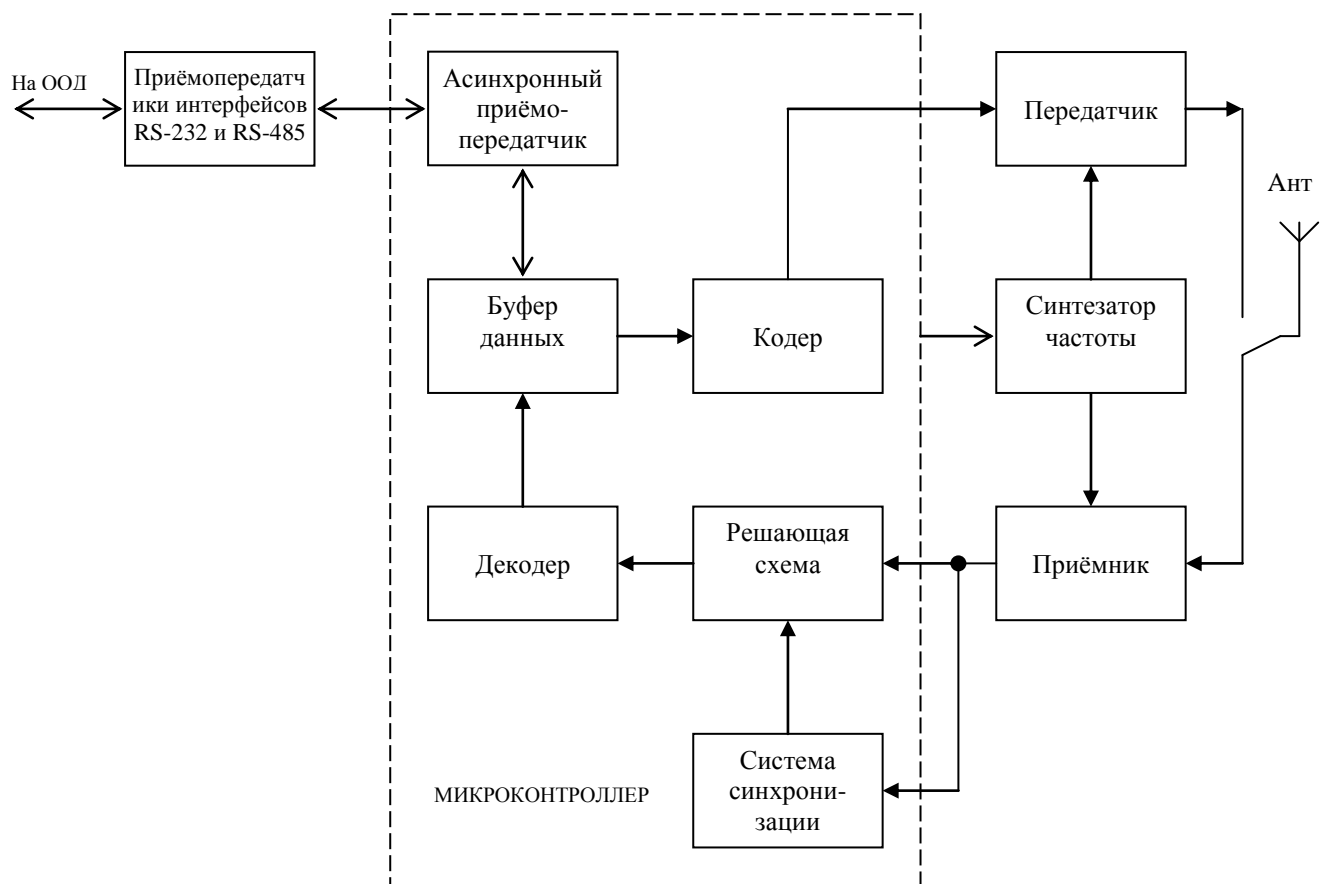 На ООД
Приёмопередатч
ики интерфейсов
RS-232 и RS-485
Асинхронный
приёмо-
передатчик
Передатчик
Ант
Буфер
данных
Кодер
Синтезатор
частоты
Декодер
Решающая
схема
Приёмник
МИКРОКОНТРОЛЛЕР
Система
синхрони-
зации